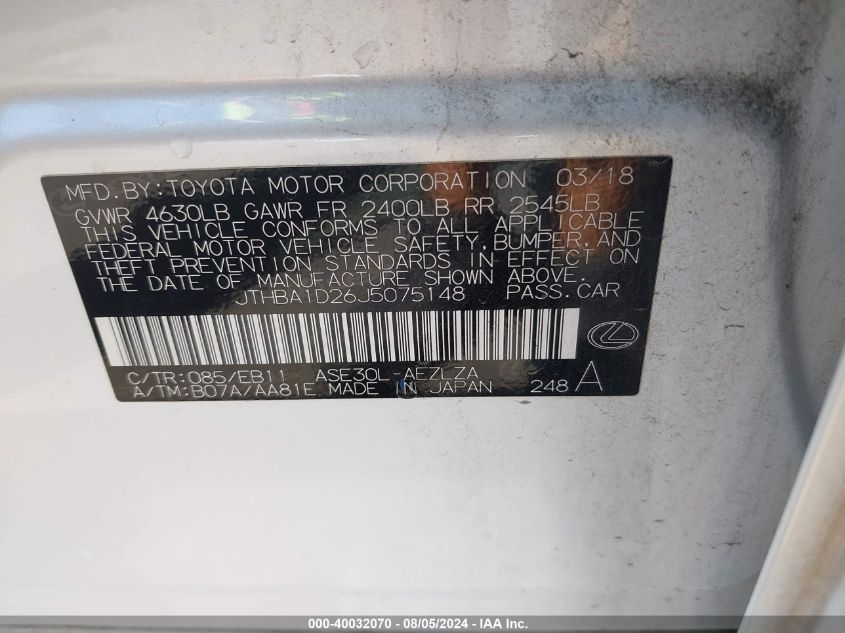 MFD.BY:TOYOTA MOTOR CORPORATION 03/18
GVWR 4630LB GAWR FR 2400LB RR 2545LB
THIS VEHICLE CONFORMS TO ALL APPLICABLE
FEDERAL MOTOR VEHICLE SAFETY,BUMPER,AND
THEFT PREVENTION STANDARDS IN EFFECT ON
THE DATE OF MANUFACTURE SHOWN ABOVE.
JTHBA1D26J5075148 PASS.CAR
C/TR:085/EB11 ASE30L-AEZLZA
A/TM:B07A/AA81E MADE IN JAPAN 248 A
000-40032070 - 08/05/2024 - IAA Inc.